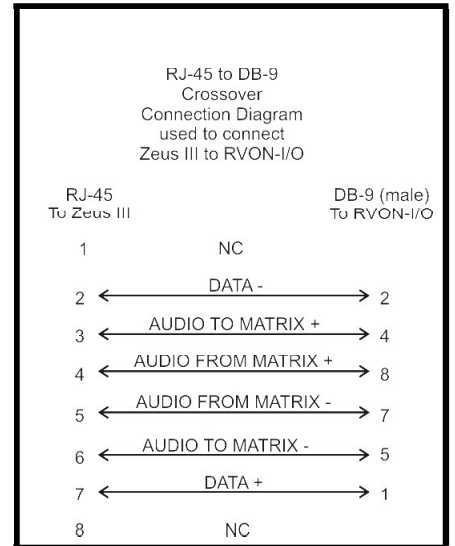 RJ-45 to DB-9
Crossover
Connection Diagram
used to connect
Zeus III to RVON-I/O
RJ-45 DB-9 (male)
To Zeus III To RVON-I/O
1 NC
2 DATA - 2
3 AUDIO TO MATRIX + 4
4 AUDIO FROM MATRIX + 8
5 AUDIO FROM MATRIX - 7
6 AUDIO TO MATRIX - 5
7 DATA + 1
8 NC